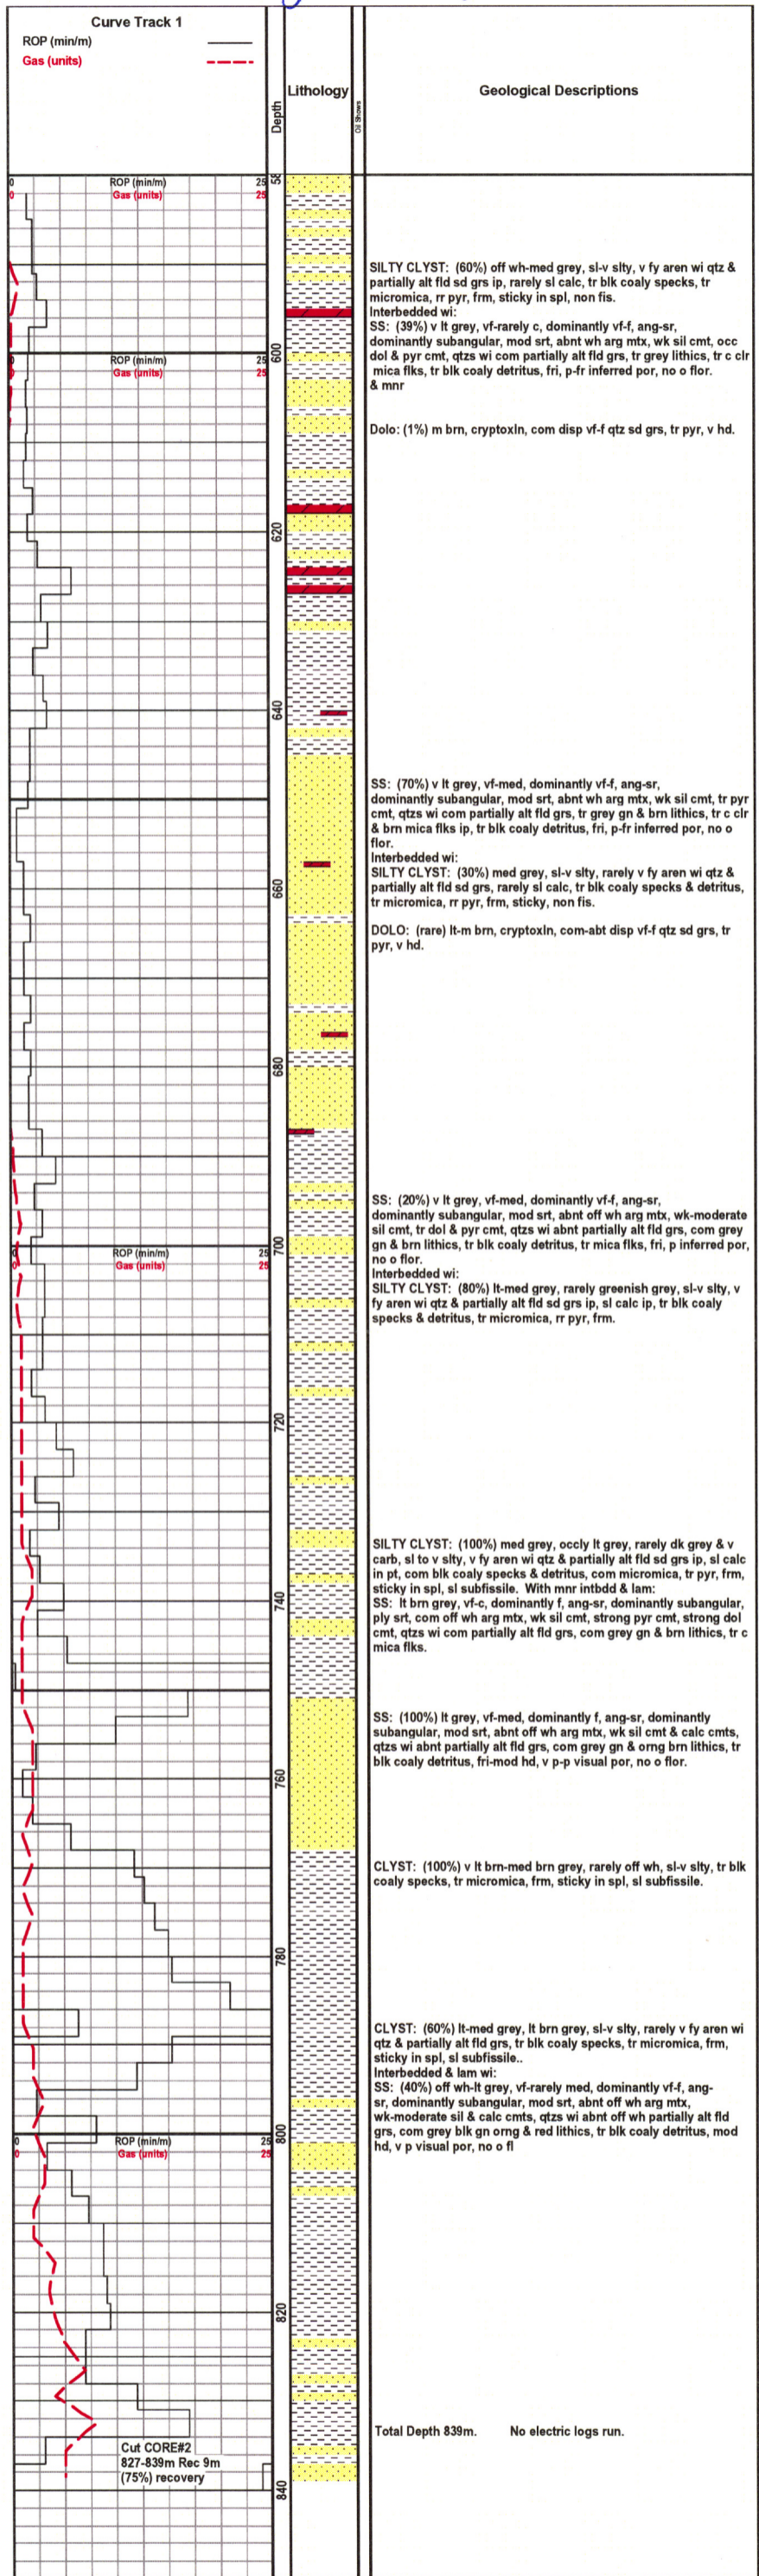 Curve Track 1
ROP (min/m)
Gas (units)
Depth
Lithology
Oil Shows
Geological Descriptions
0 ROP (min/m) 25
0 Gas (units) 25
58
SILTY CLYST: (60%) off wh-med grey, sl-v slty, v fy aren wi qtz &
partially alt fld sd grs ip, rarely sl calc, tr blk coaly specks, tr
micromica, rr pyr, frm, sticky in spl, non fis.
Interbedded wi:
SS: (39%) v lt grey, vf-rarely c, dominantly vf-f, ang-sr,
dominantly subangular, mod srt, abnt wh arg mtx, wk sil cmt, occ
dol & pyr cmt, qtzs wi com partially alt fld grs, tr grey lithics, tr c clr
mica flks, tr blk coaly detritus, fri, p-fr inferred por, no o flor.
& mnr
0 ROP (min/m) 25
0 Gas (units) 25
600
Dolo: (1%) m brn, cryptoxln, com disp vf-f qtz sd grs, tr pyr, v hd.
620
640
SS: (70%) v lt grey, vf-med, dominantly vf-f, ang-sr,
dominantly subangular, mod srt, abnt wh arg mtx, wk sil cmt, tr pyr
cmt, qtzs wi com partially alt fld grs, tr grey gn & brn lithics, tr c clr
& brn mica flks ip, tr blk coaly detritus, fri, p-fr inferred por, no o
flor.
Interbedded wi:
SILTY CLYST: (30%) med grey, sl-v slty, rarely v fy aren wi qtz &
partially alt fld sd grs, rarely sl calc, tr blk coaly specks & detritus,
tr micromica, rr pyr, frm, sticky, non fis.
660
DOLO: (rare) lt-m brn, cryptoxln, com-abt disp vf-f qtz sd grs, tr
pyr, v hd.
680
SS: (20%) v lt grey, vf-med, dominantly vf-f, ang-sr,
dominantly subangular, mod srt, abnt off wh arg mtx, wk-moderate
sil cmt, tr dol & pyr cmt, qtzs wi abnt partially alt fld grs, com grey
gn & brn lithics, tr blk coaly detritus, tr mica flks, fri, p inferred por,
no o flor.
Interbedded wi:
SILTY CLYST: (80%) lt-med grey, rarely greenish grey, sl-v slty, v
fy aren wi qtz & partially alt fld sd grs ip, sl calc ip, tr blk coaly
specks & detritus, tr micromica, rr pyr, frm.
0 ROP (min/m) 25
0 Gas (units) 25
700
720
SILTY CLYST: (100%) med grey, occly lt grey, rarely dk grey & v
carb, sl to v slty, v fy aren wi qtz & partially alt fld sd grs ip, sl calc
in pt, com blk coaly specks & detritus, com micromica, tr pyr, frm,
sticky in spl, sl subfissile. With mnr intbdd & lam:
SS: lt brn grey, vf-c, dominantly f, ang-sr, dominantly subangular,
ply srt, com off wh arg mtx, wk sil cmt, strong pyr cmt, strong dol
cmt, qtzs wi com partially alt fld grs, com grey gn & brn lithics, tr c
mica flks.
740
SS: (100%) lt grey, vf-med, dominantly f, ang-sr, dominantly
subangular, mod srt, abnt off wh arg mtx, wk sil cmt & calc cmts,
qtzs wi abnt partially alt fld grs, com grey gn & orng brn lithics, tr
blk coaly detritus, fri-mod hd, v p-p visual por, no o flor.
760
CLYST: (100%) v lt brn-med brn grey, rarely off wh, sl-v slty, tr blk
coaly specks, tr micromica, frm, sticky in spl, sl subfissile.
780
CLYST: (60%) lt-med grey, lt brn grey, sl-v slty, rarely v fy aren wi
qtz & partially alt fld grs, tr blk coaly specks, tr micromica, frm,
sticky in spl, sl subfissile..
Interbedded & lam wi:
SS: (40%) off wh-lt grey, vf-rarely med, dominantly vf-f, ang-
sr, dominantly subangular, mod srt, abnt off wh arg mtx,
wk-moderate sil & calc cmts, qtzs wi abnt off wh partially alt fld
grs, com grey blk gn orng & red lithics, tr blk coaly detritus, mod
hd, v p visual por, no o fl
0 ROP (min/m) 25
0 Gas (units) 25
800
820
Total Depth 839m. No electric logs run.
Cut CORE#2
827-839m Rec 9m
(75%) recovery
840